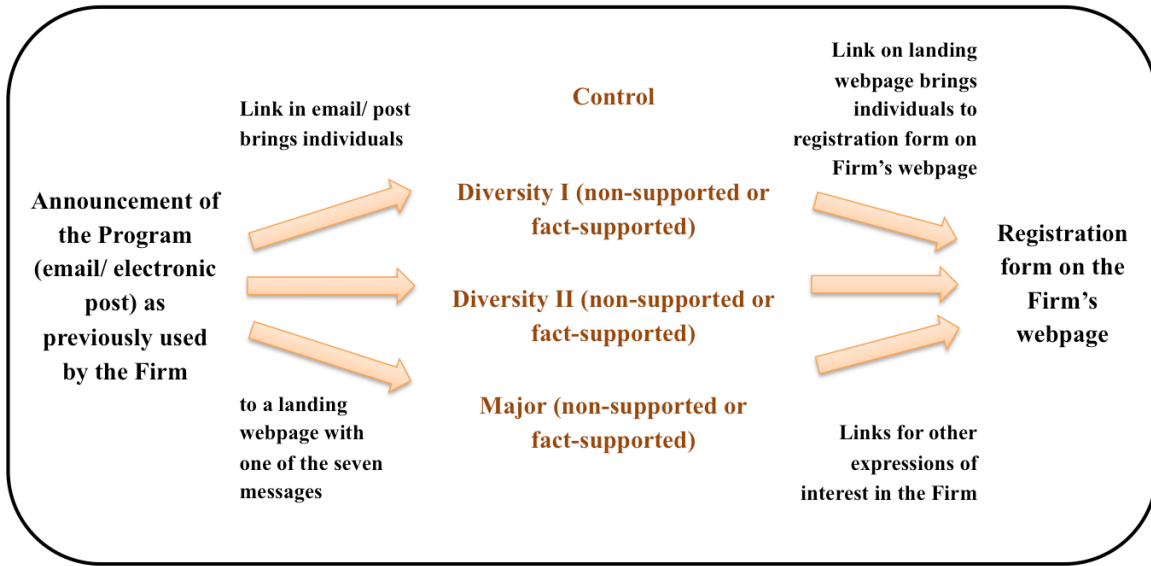 Announcement of
the Program
(email/ electronic
post) as
previously used
by the Firm
Link in email/ post
brings individuals
to a landing
webpage with
one of the seven
messages
Control
Diversity I (non-supported or
fact-supported)
Diversity II (non-supported or
fact-supported)
Major (non-supported or
fact-supported)
Link on landing
webpage brings
individuals to
registration form on
Firm's webpage
Links for other
expressions of
interest in the Firm
Registration
form on the
Firm's
webpage